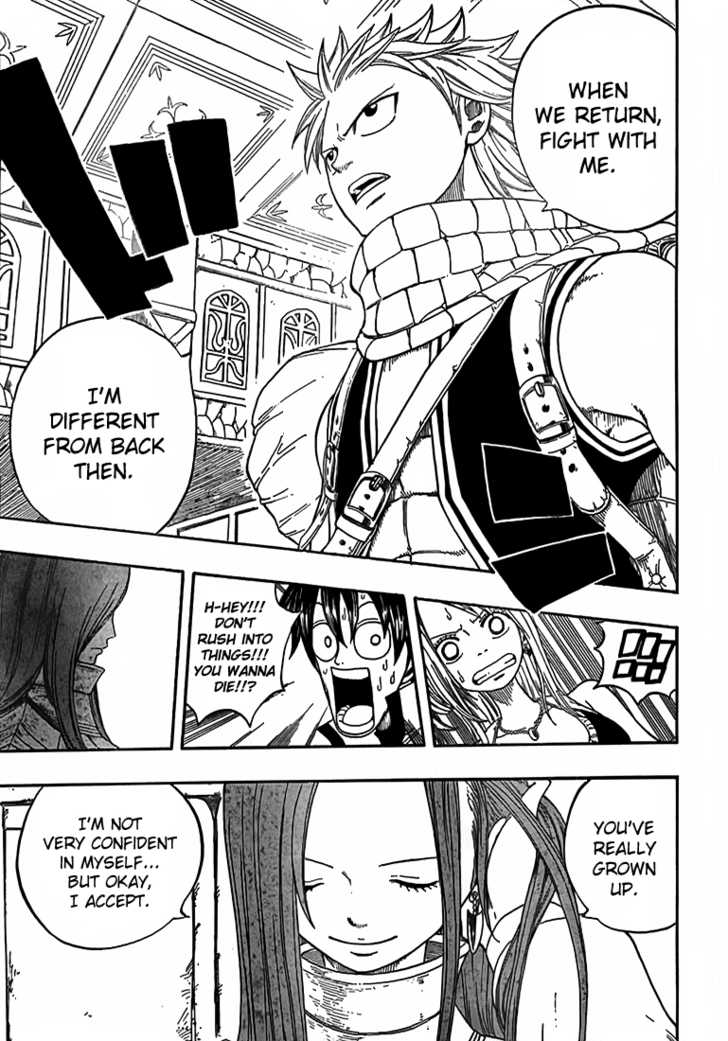 WHEN
WE RETURN,
FIGHT WITH
ME.
I'M
DIFFERENT
FROM BACK
THEN.
!!!
H-HEY!!!
DON'T
RUSH INTO
THINGS!!!
YOU WANNA
DIE!!?
YOU'VE
REALLY
GROWN
UP.
I'M NOT
VERY CONFIDENT
IN MYSELF...
BUT OKAY,
I ACCEPT.